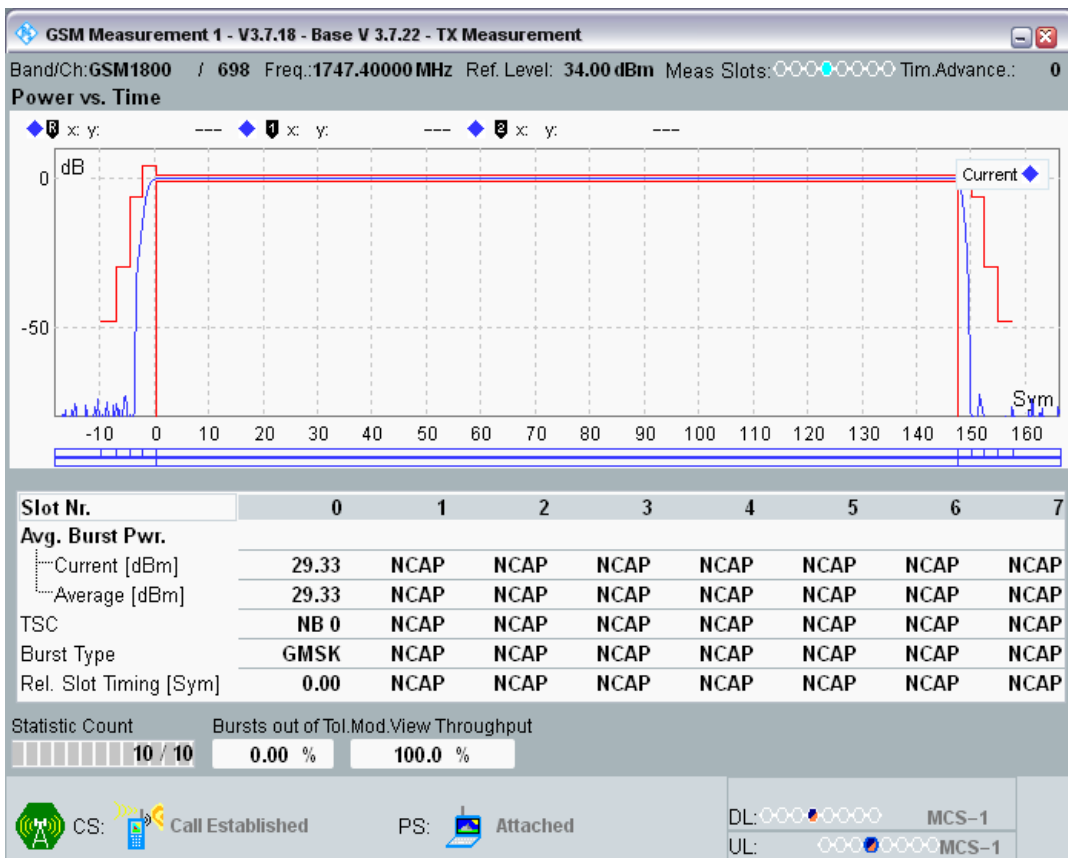 GSM Measurement 1 - V3.7.18 - Base V 3.7.22 - TX Measurement
Band/Ch:GSM1800 / 698 Freq.:1747.40000 MHz Ref. Level: 34.00 dBm Meas Slots: Tim.Advance.: 0
Power vs. Time
R x: y: --- 1 x: y: --- 2 x: y: ---
dB
Current
0
-50
Sym
-10 0 10 20 30 40 50 60 70 80 90 100 110 120 130 140 150 160
Slot Nr. 0 1 2 3 4 5 6 7
Avg. Burst Pwr.
Current [dBm] 29.33 NCAP NCAP NCAP NCAP NCAP NCAP NCAP
Average [dBm] 29.33 NCAP NCAP NCAP NCAP NCAP NCAP NCAP
TSC NB 0 NCAP NCAP NCAP NCAP NCAP NCAP NCAP
Burst Type GMSK NCAP NCAP NCAP NCAP NCAP NCAP NCAP
Rel. Slot Timing [Sym] 0.00 NCAP NCAP NCAP NCAP NCAP NCAP NCAP
Statistic Count Bursts out of Tol.Mod.View Throughput
10 / 10 0.00 % 100.0 %
CS: Call Established PS: Attached
DL: MCS-1
UL: MCS-1